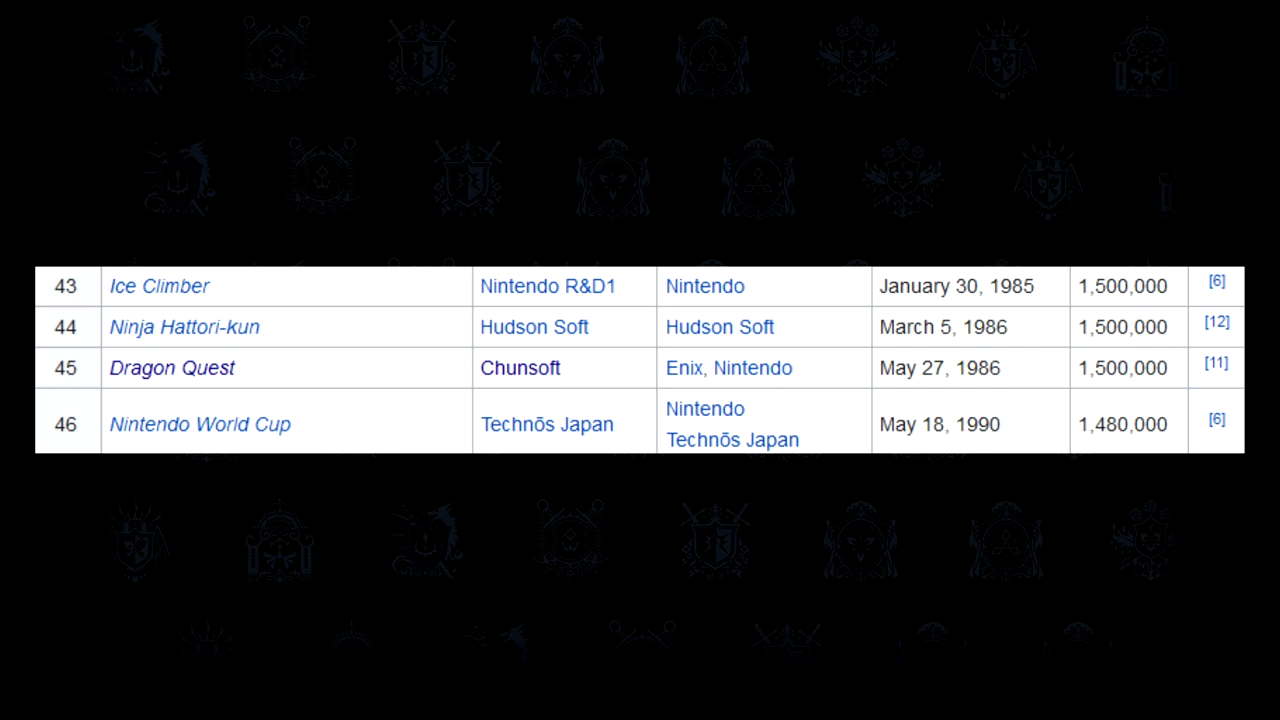 43 Ice Climber Nintendo R&D1 Nintendo January 30, 1985 1,500,000 [6]
44 Ninja Hattori-kun Hudson Soft Hudson Soft March 5, 1986 1,500,000 [12]
45 Dragon Quest Chunsoft Enix, Nintendo May 27, 1986 1,500,000 [11]
46 Nintendo World Cup Technōs Japan Nintendo May 18, 1990 1,480,000 [6]
Technōs Japan